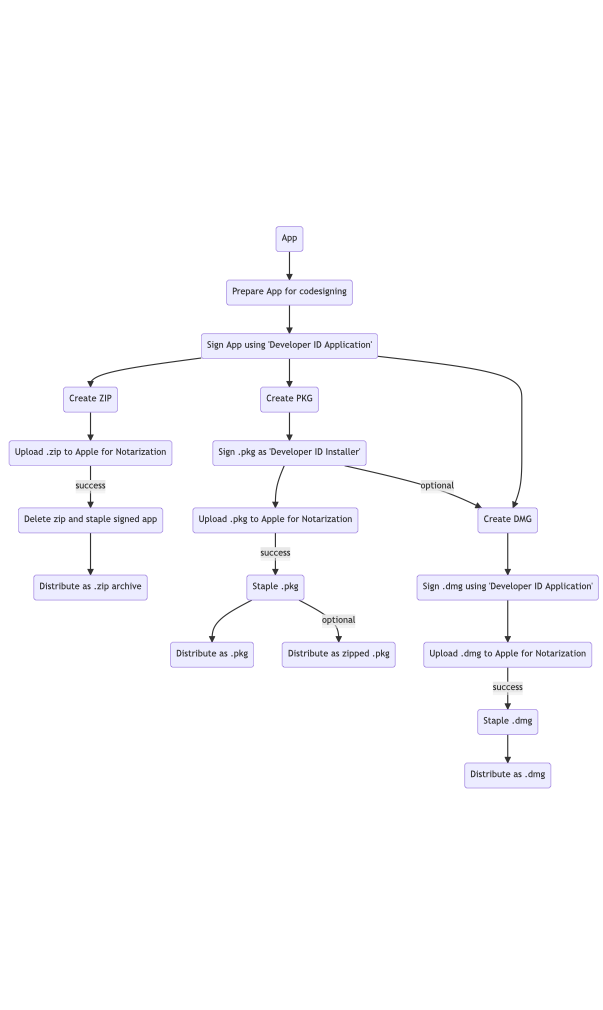 App
Prepare App for codesigning
Sign App using 'Developer ID Application'
Create ZIP
Create PKG
Upload .zip to Apple for Notarization
Sign .pkg as 'Developer ID Installer'
success
optional
Delete zip and staple signed app
Upload .pkg to Apple for Notarization
Create DMG
success
Distribute as .zip archive
Staple .pkg
Sign .dmg using 'Developer ID Application'
optional
Distribute as .pkg
Distribute as zipped .pkg
Upload .dmg to Apple for Notarization
success
Staple .dmg
Distribute as .dmg